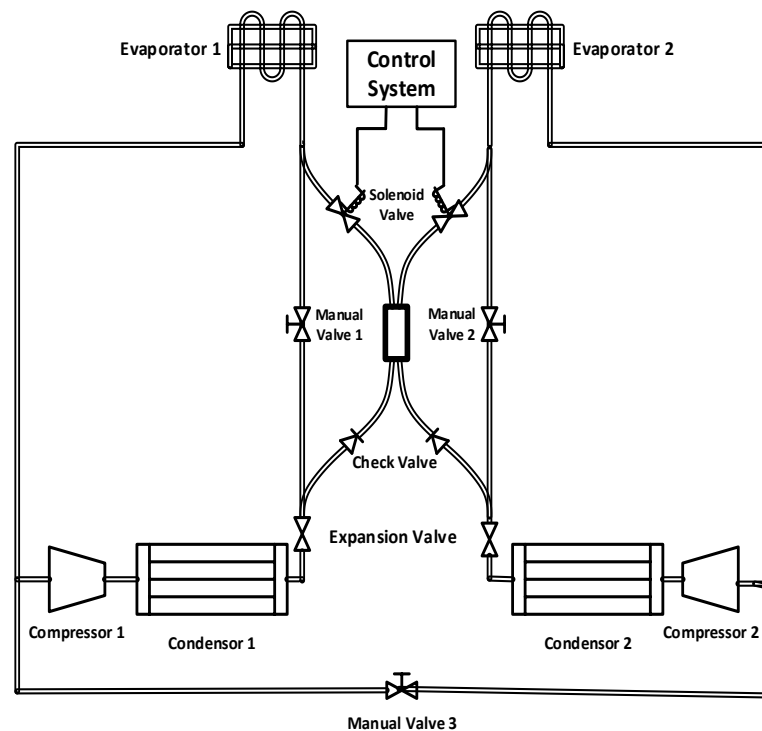 Evaporator 1
Evaporator 2
Control
System
Solenoid
Valve
Manual
Valve 1
Manual
Valve 2
Check Valve
Expansion Valve
Compressor 1
Condensor 1
Condensor 2
Compressor 2
Manual Valve 3